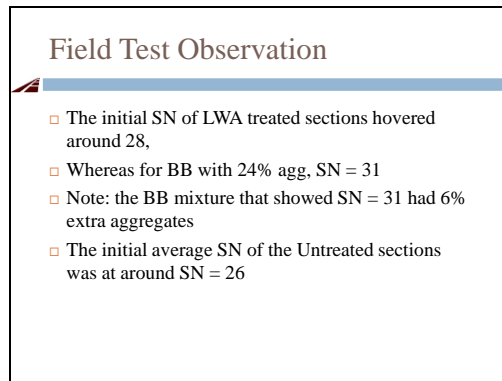 Field Test Observation
The initial SN of LWA treated sections hovered
around 28,
Whereas for BB with 24% agg, SN = 31
Note: the BB mixture that showed SN = 31 had 6%
extra aggregates
The initial average SN of the Untreated sections
was at around SN = 26